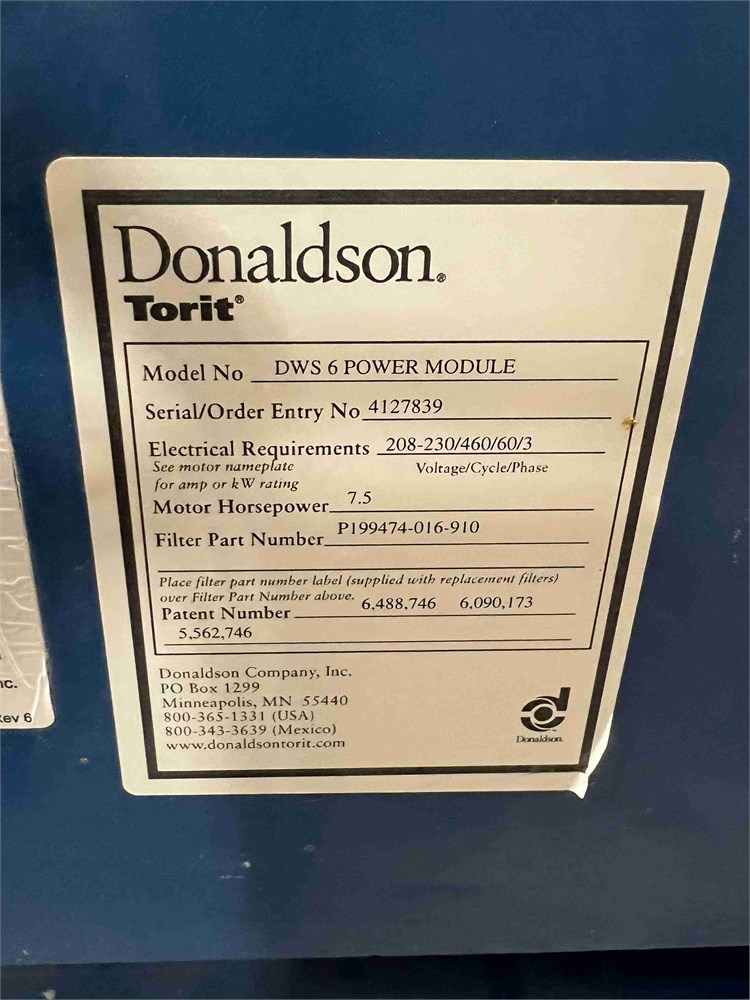 Donaldson®
Torit®
Model No DWS 6 POWER MODULE
Serial/Order Entry No 4127839
Electrical Requirements 208-230/460/60/3
See motor nameplate Voltage/Cycle/Phase
for amp or kW rating
Motor Horsepower 7.5
Filter Part Number P199474-016-910
Place filter part number label (supplied with replacement filters)
over Filter Part Number above.
Patent Number 6,488,746 6,090,173
5,562,746
Donaldson Company, Inc.
PO Box 1299
Minneapolis, MN 55440
800-365-1331 (USA)
800-343-3639 (Mexico)
www.donaldsontorit.com
Donaldson.
Rev 6